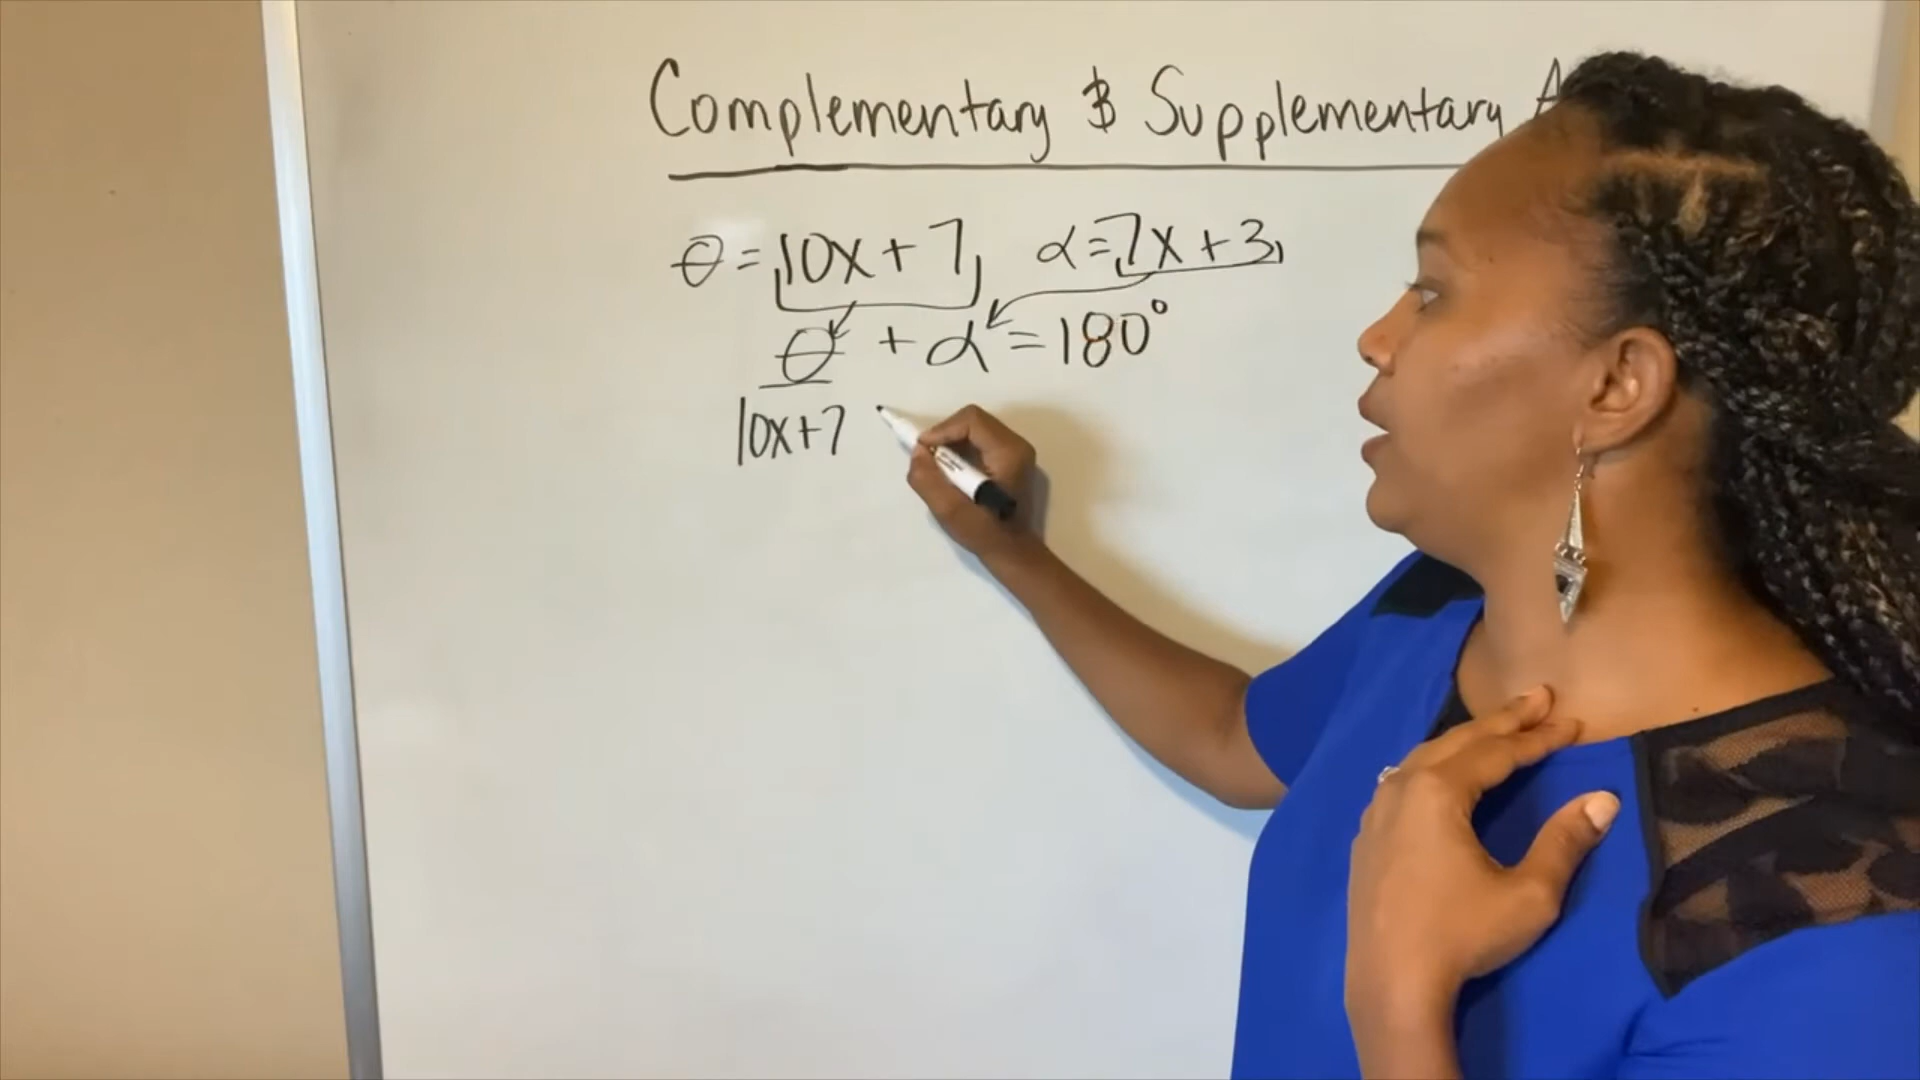 Complementary & Supplementary A
θ = 10x + 7 α = 7x + 3
θ + α = 180°
10x+7